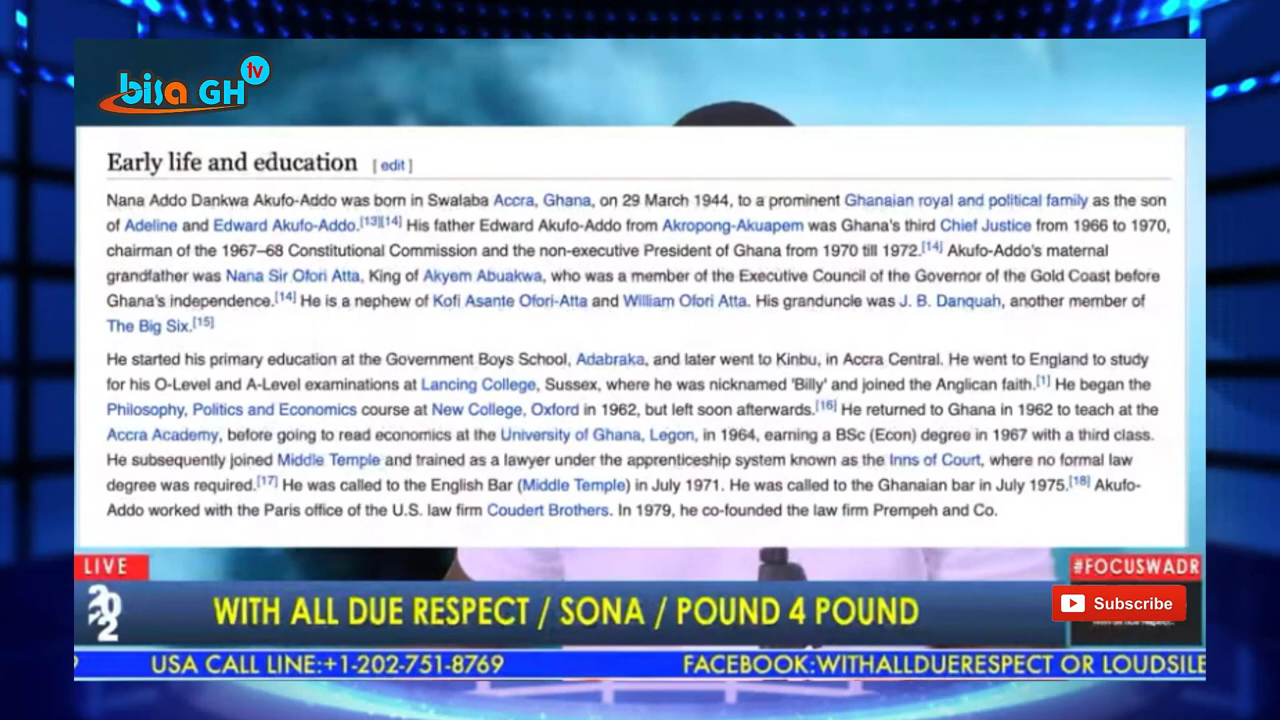 bisa GH tv
Early life and education [ edit ]
Nana Addo Dankwa Akufo-Addo was born in Swalaba Accra, Ghana, on 29 March 1944, to a prominent Ghanaian royal and political family as the son
of Adeline and Edward Akufo-Addo.[13][14] His father Edward Akufo-Addo from Akropong-Akuapem was Ghana's third Chief Justice from 1966 to 1970,
chairman of the 1967–68 Constitutional Commission and the non-executive President of Ghana from 1970 till 1972.[14] Akufo-Addo's maternal
grandfather was Nana Sir Ofori Atta, King of Akyem Abuakwa, who was a member of the Executive Council of the Governor of the Gold Coast before
Ghana's independence.[14] He is a nephew of Kofi Asante Ofori-Atta and William Ofori Atta. His granduncle was J. B. Danquah, another member of
The Big Six.[15]
He started his primary education at the Government Boys School, Adabraka, and later went to Kinbu, in Accra Central. He went to England to study
for his O-Level and A-Level examinations at Lancing College, Sussex, where he was nicknamed 'Billy' and joined the Anglican faith.[1] He began the
Philosophy, Politics and Economics course at New College, Oxford in 1962, but left soon afterwards.[16] He returned to Ghana in 1962 to teach at the
Accra Academy, before going to read economics at the University of Ghana, Legon, in 1964, earning a BSc (Econ) degree in 1967 with a third class.
He subsequently joined Middle Temple and trained as a lawyer under the apprenticeship system known as the Inns of Court, where no formal law
degree was required.[17] He was called to the English Bar (Middle Temple) in July 1971. He was called to the Ghanaian bar in July 1975.[18] Akufo-
Addo worked with the Paris office of the U.S. law firm Coudert Brothers. In 1979, he co-founded the law firm Prempeh and Co.
LIVE
#FOCUSWADR
2022
WITH ALL DUE RESPECT / SONA / POUND 4 POUND
Subscribe
USA CALL LINE:+1-202-751-8769
FACEBOOK:WITHALLDUERESPECT OR LOUDSILE